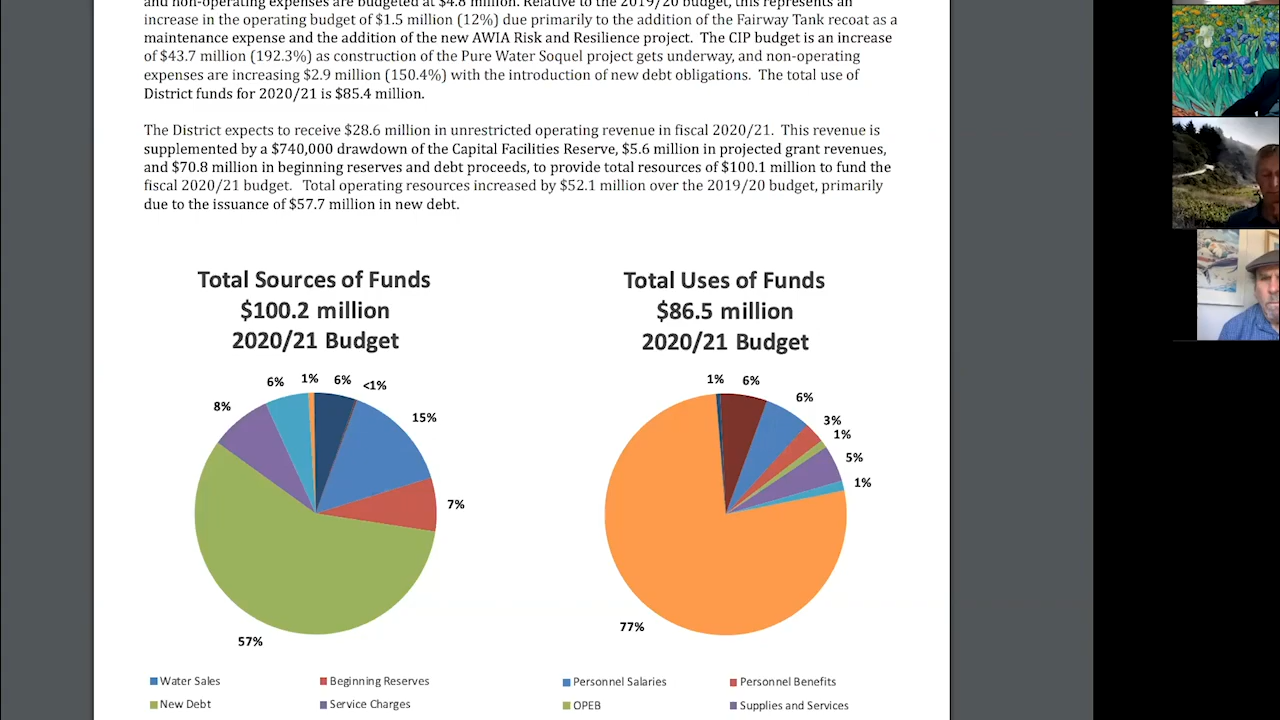 and non-operating expenses are budgeted at $4.8 million. Relative to the 2019/20 budget, this represents an
increase in the operating budget of $1.5 million (12%) due primarily to the addition of the Fairway Tank recoat as a
maintenance expense and the addition of the new AWIA Risk and Resilience project. The CIP budget is an increase
of $43.7 million (192.3%) as construction of the Pure Water Soquel project gets underway, and non-operating
expenses are increasing $2.9 million (150.4%) with the introduction of new debt obligations. The total use of
District funds for 2020/21 is $85.4 million.
The District expects to receive $28.6 million in unrestricted operating revenue in fiscal 2020/21. This revenue is
supplemented by a $740,000 drawdown of the Capital Facilities Reserve, $5.6 million in projected grant revenues,
and $70.8 million in beginning reserves and debt proceeds, to provide total resources of $100.1 million to fund the
fiscal 2020/21 budget. Total operating resources increased by $52.1 million over the 2019/20 budget, primarily
due to the issuance of $57.7 million in new debt.
Total Sources of Funds
$100.2 million
2020/21 Budget
6% 1% 6% <1%
8%
15%
7%
57%
Water Sales
Beginning Reserves
New Debt
Service Charges
Total Uses of Funds
$86.5 million
2020/21 Budget
1% 6%
6%
3%
1%
5%
1%
77%
Personnel Salaries
Personnel Benefits
OPEB
Supplies and Services